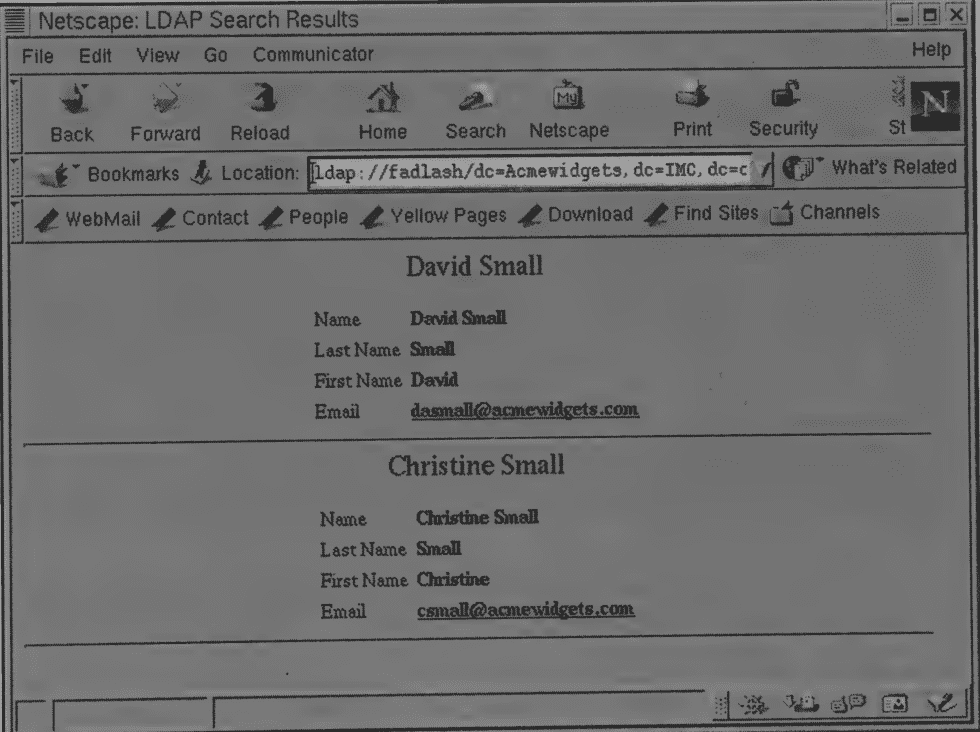 Netscape: LDAP Search Results
File Edit View Go Communicator Help
Back Forward Reload Home Search Netscape Print Security St
My
N
Bookmarks Location: ldap://fadlash/dc=Acmewidgets,dc=IMC,dc=c What's Related
WebMail Contact People Yellow Pages Download Find Sites Channels
David Small
Name David Small
Last Name Small
First Name David
Email dasmall@acmewidgets.com
Christine Small
Name Christine Small
Last Name Small
First Name Christine
Email csmall@acmewidgets.com